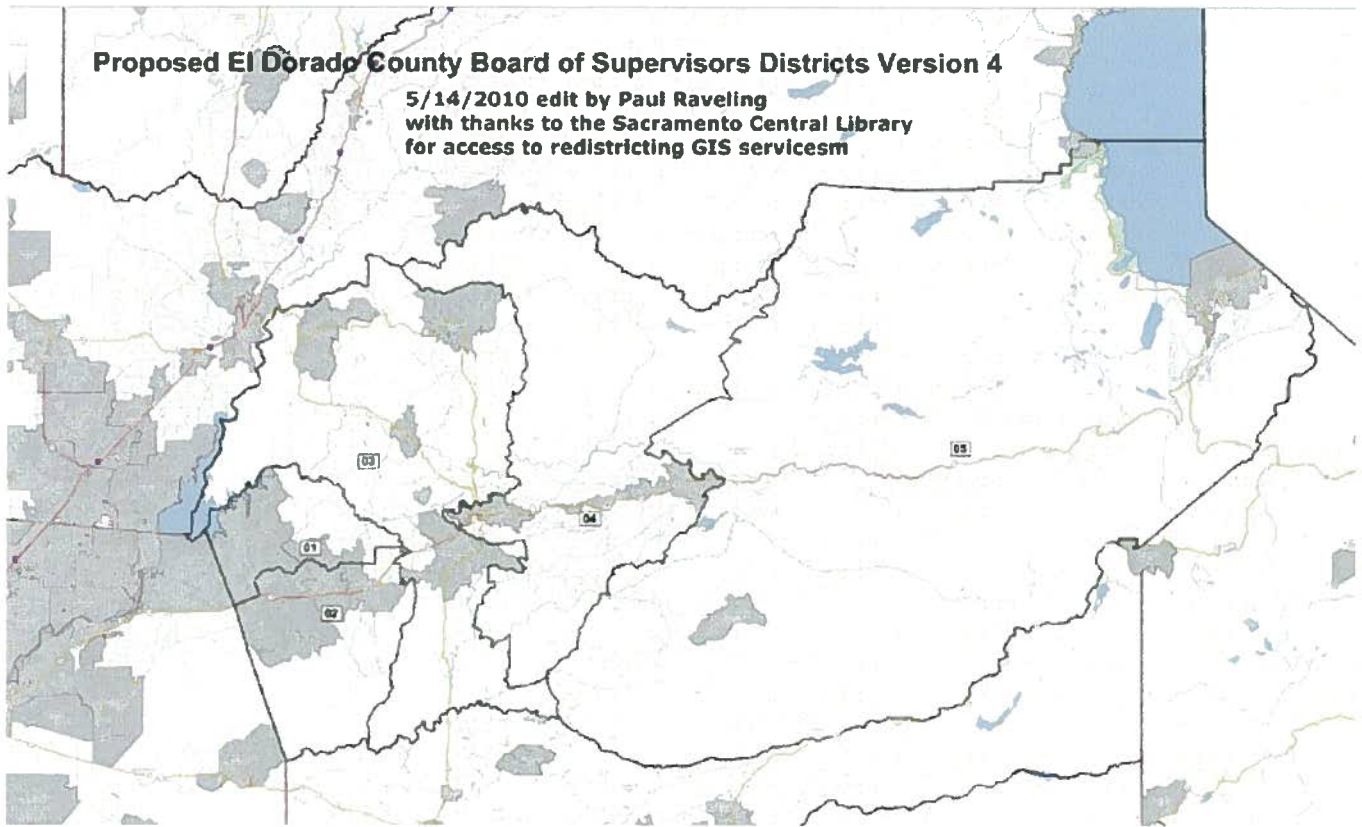 Proposed El Dorado County Board of Supervisors Districts Version 4
5/14/2010 edit by Paul Raveling
with thanks to the Sacramento Central Library
for access to redistricting GIS servicesm
03
05
04
01
02